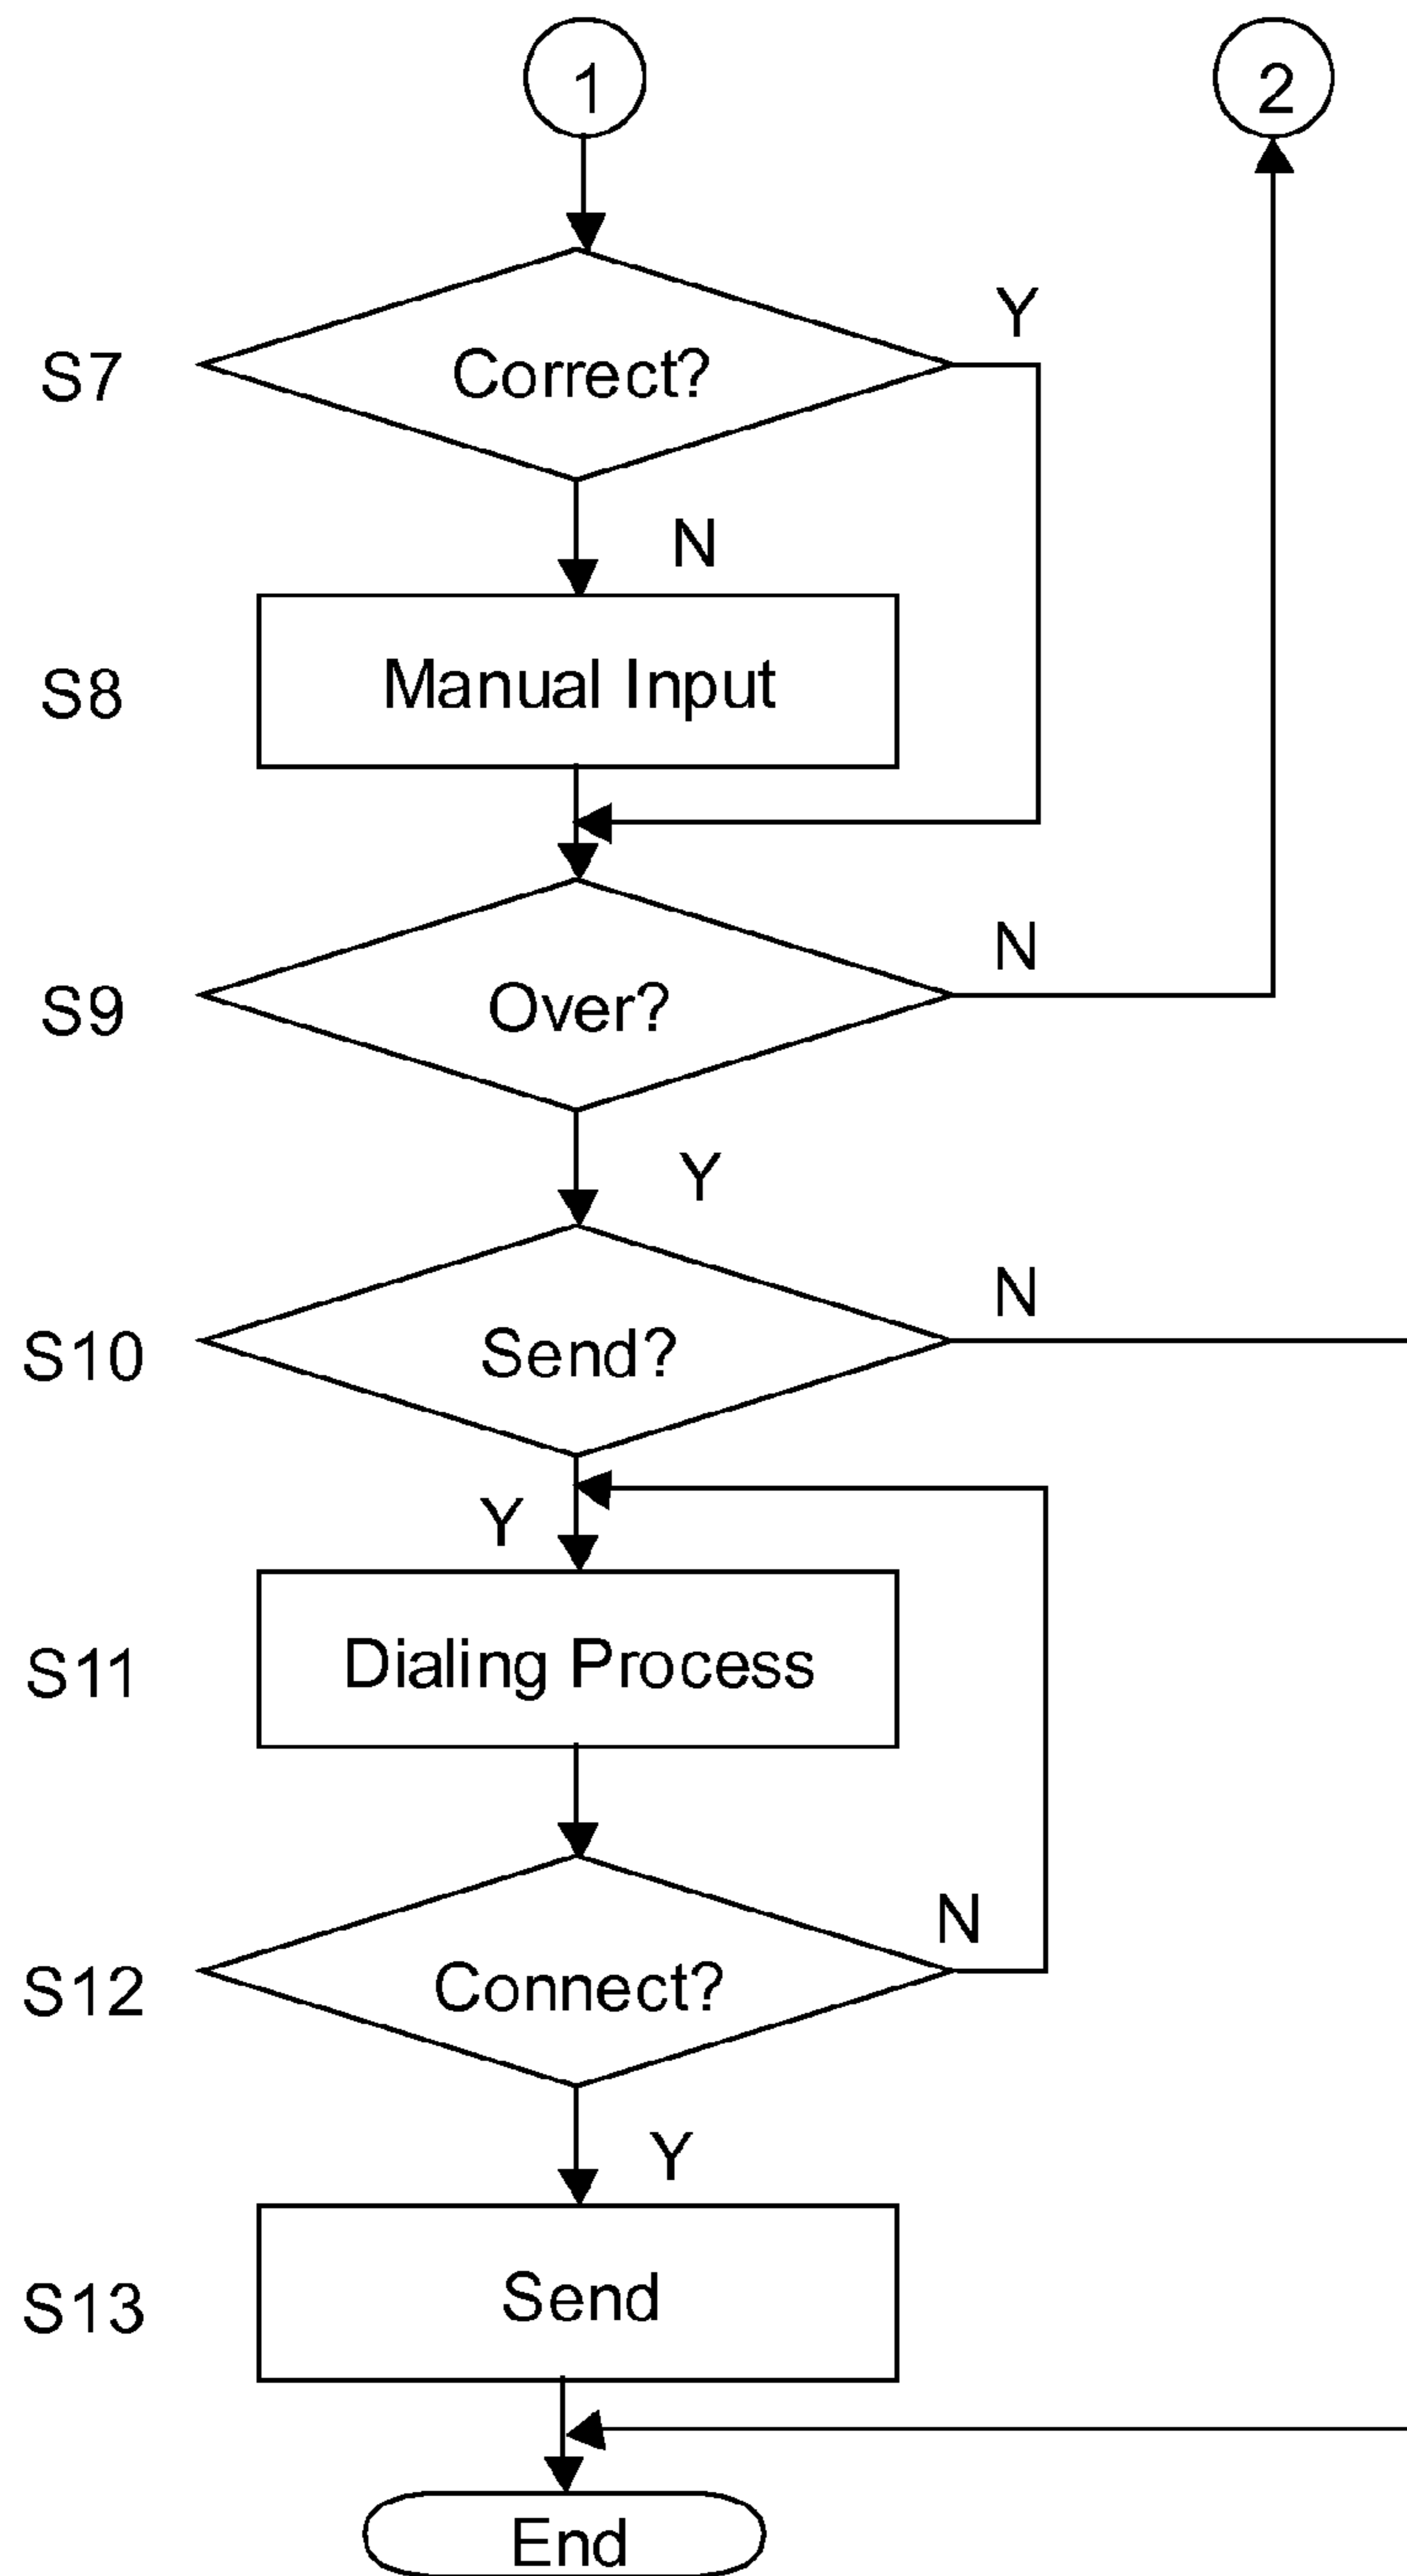 1
2
Y
S7
Correct?
N
S8
Manual Input
N
S9
Over?
Y
N
S10
Send?
Y
S11
Dialing Process
N
S12
Connect?
Y
S13
Send
End